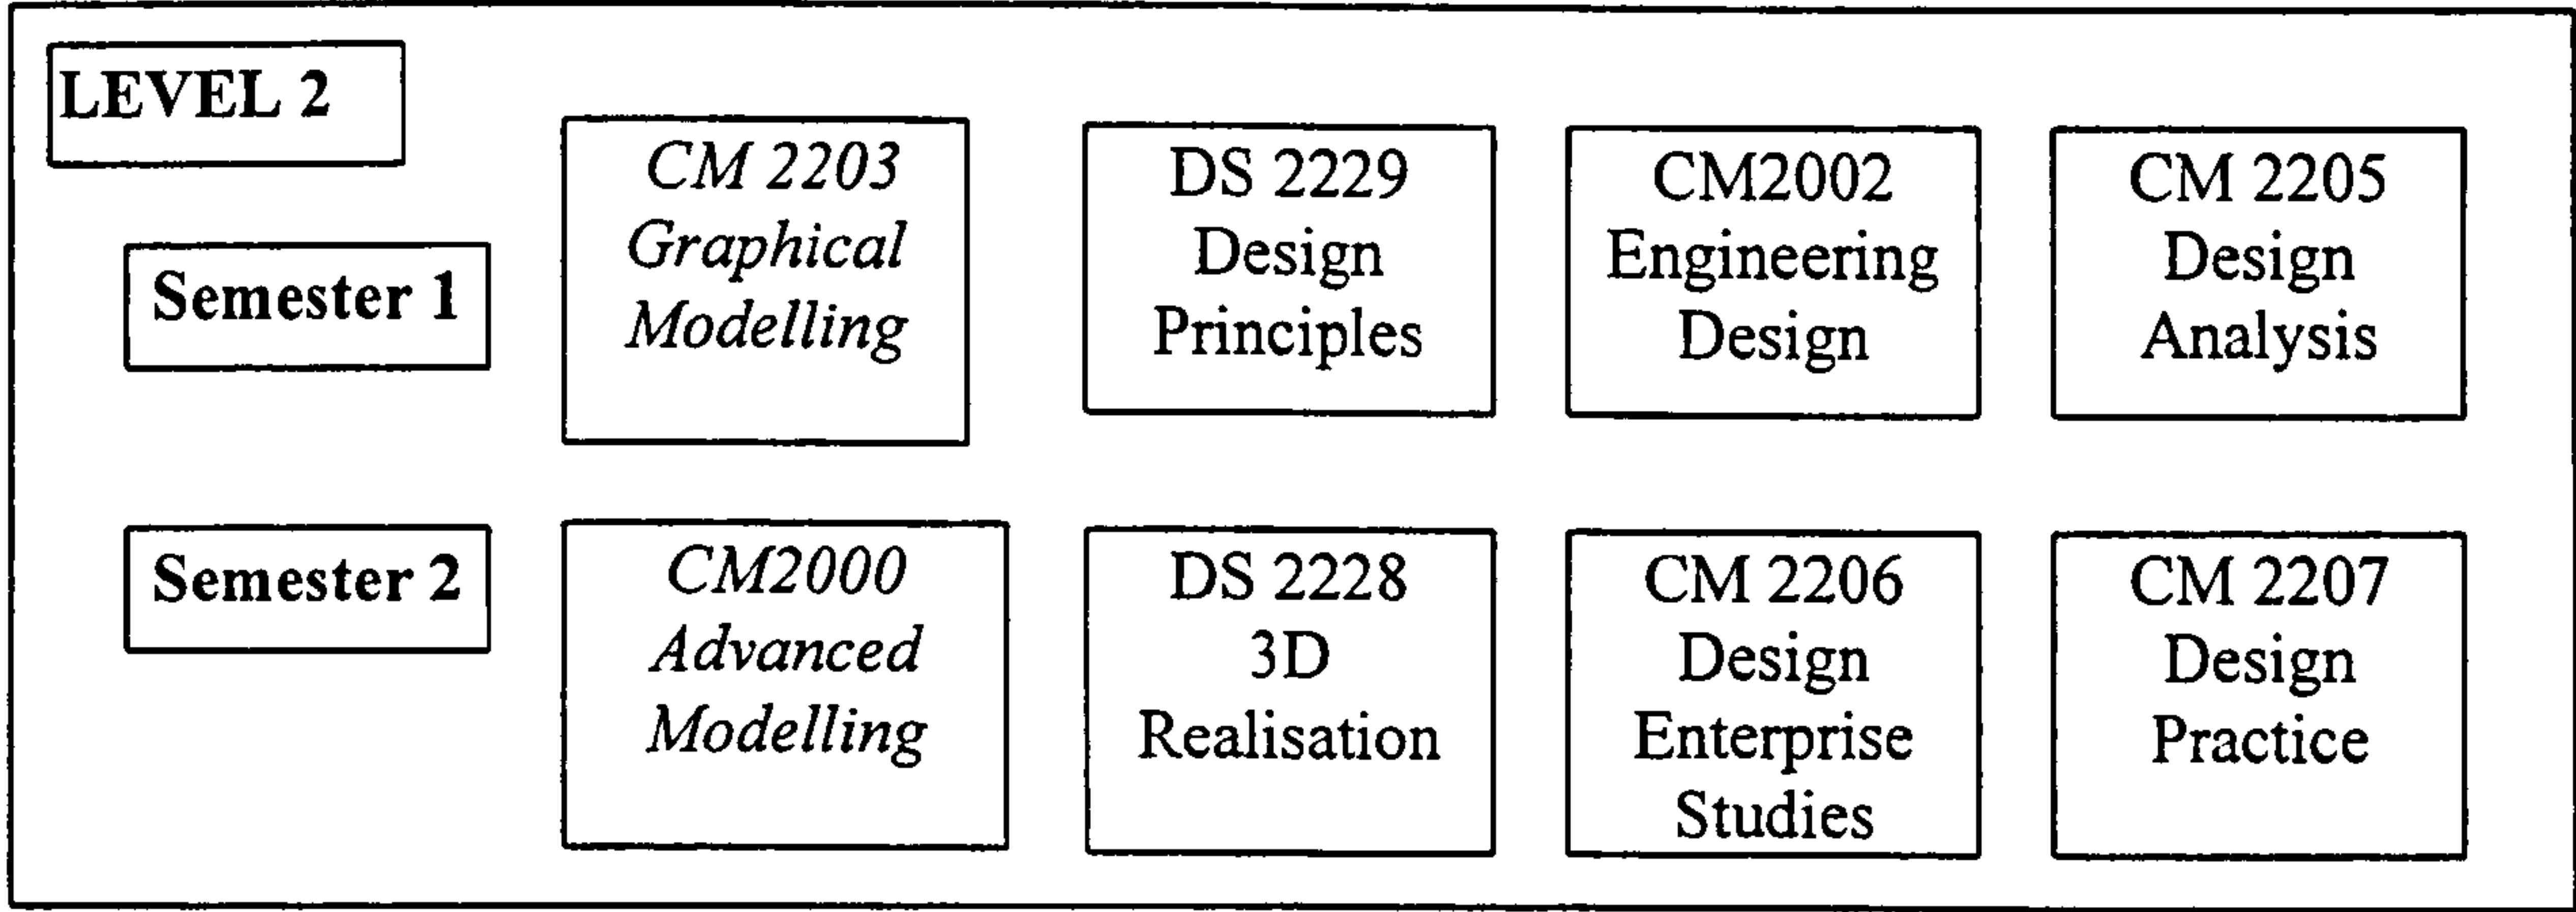 LEVEL 2
Semester 1
CM 2203
Graphical
Modelling
DS 2229
Design
Principles
CM2002
Engineering
Design
CM 2205
Design
Analysis
Semester 2
CM2000
Advanced
Modelling
DS 2228
3D
Realisation
CM 2206
Design
Enterprise
Studies
CM 2207
Design
Practice